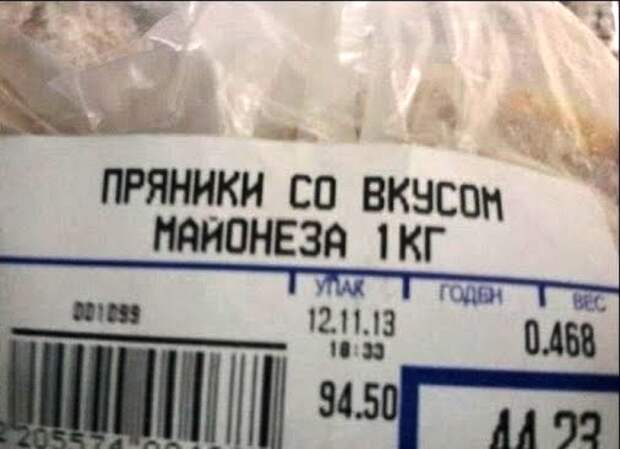 ПРЯНИКИ СО ВКУСОМ
МАЙОНЕЗА 1КГ
УПАК ГОДЕН ВЕС
001099 12.11.13 0.468
18:33
94.50 44.23